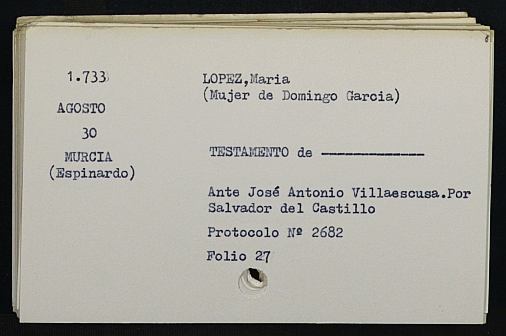 1.733
LOPEZ,Maria
(Mujer de Domingo Garcia)
AGOSTO
30
MURCIA
(Espinardo)
TESTAMENTO de -------------
Ante José Antonio Villaescusa.Por
Salvador del Castillo
Protocolo Nº 2682
Folio 27